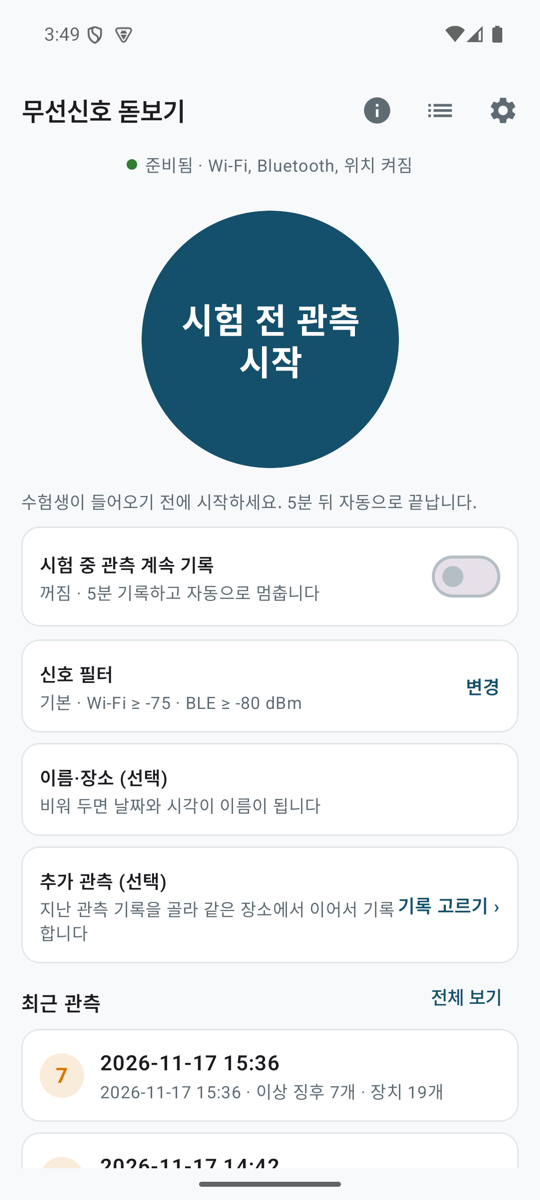 3:49
무선신호 돋보기
준비됨 · Wi-Fi, Bluetooth, 위치 켜짐
시험 전 관측
시작
수험생이 들어오기 전에 시작하세요. 5분 뒤 자동으로 끝납니다.
시험 중 관측 계속 기록
꺼짐 · 5분 기록하고 자동으로 멈춥니다
신호 필터
기본 · Wi-Fi ≥ -75 · BLE ≥ -80 dBm
변경
이름·장소 (선택)
비워 두면 날짜와 시각이 이름이 됩니다
추가 관측 (선택)
지난 관측 기록을 골라 같은 장소에서 이어서 기록
합니다
기록 고르기 ›
최근 관측
전체 보기
7
2026-11-17 15:36
2026-11-17 15:36 · 이상 징후 7개 · 장치 19개
2026-11-17 14:42